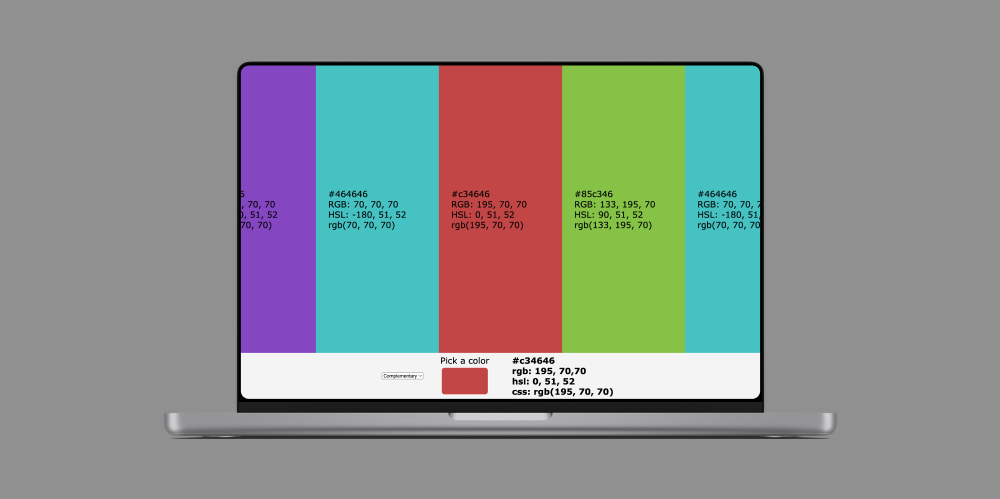 6
, 70, 70
0, 51, 52
70, 70)
#464646
RGB: 70, 70, 70
HSL: -180, 51, 52
rgb(70, 70, 70)
#c34646
RGB: 195, 70, 70
HSL: 0, 51, 52
rgb(195, 70, 70)
#85c346
RGB: 133, 195, 70
HSL: 90, 51, 52
rgb(133, 195, 70)
#464646
RGB: 70, 70, 7
HSL: -180, 51,
rgb(70, 70, 70
Complementary
Pick a color
#c34646
rgb: 195, 70,70
hsl: 0, 51, 52
css: rgb(195, 70, 70)